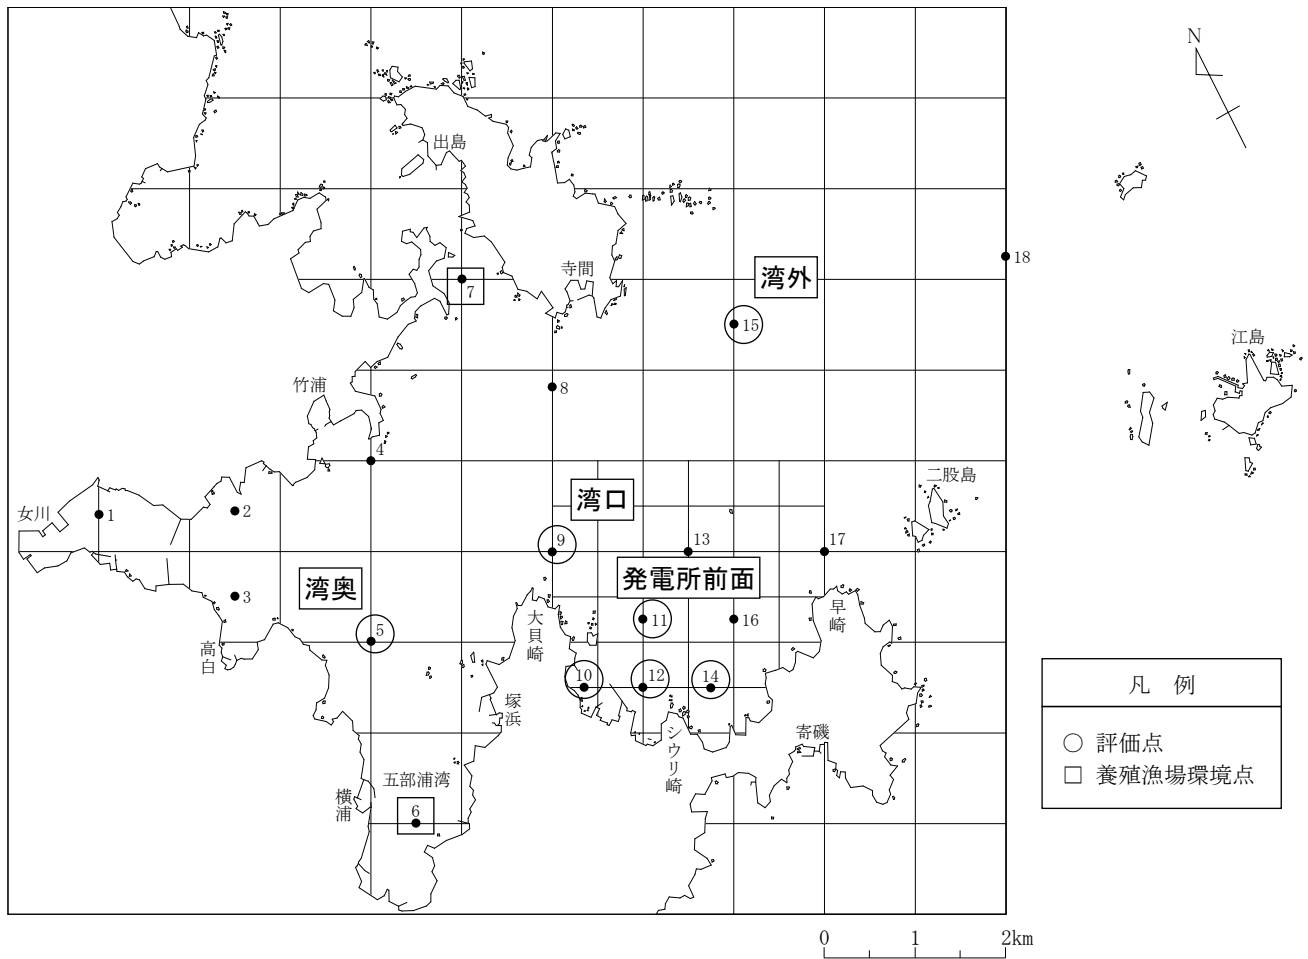 N
出島
18
寺間
湾外
7
15
江島
竹浦
8
4
二股島
湾口
女川
1
2
9
13
17
発電所前面
湾奥
3
大貝崎
11
16
早崎
5
高白
10
12
14
凡 例
塚浜
シウリ崎
寄磯
○ 評価点
□ 養殖漁場環境点
五部浦湾
横浦
6
0 1 2km